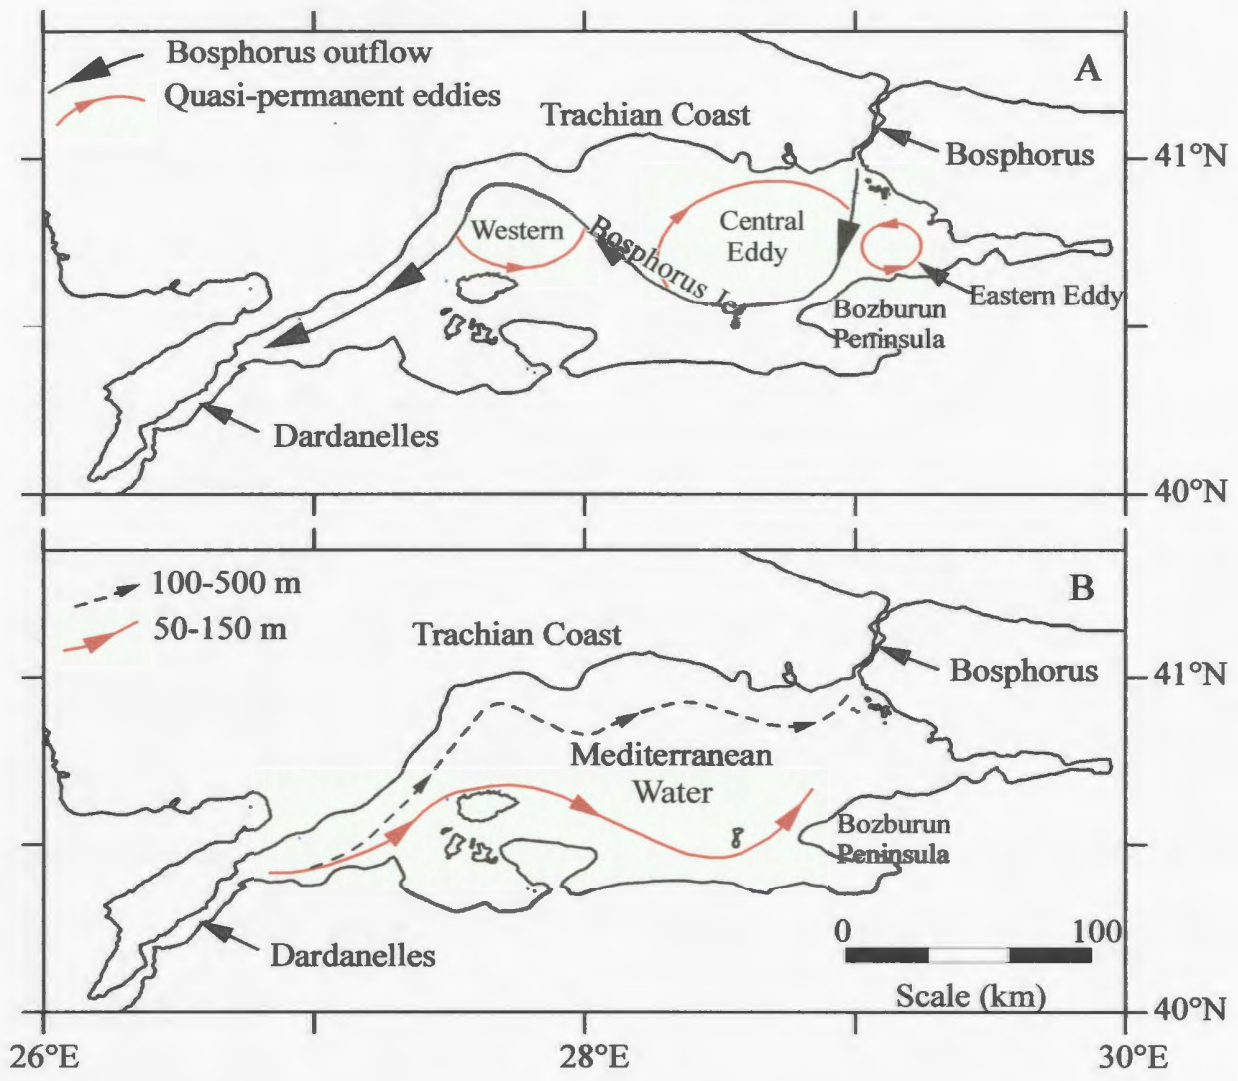 Bosphorus outflow
Quasi-permanent eddies
A
Trachian Coast
Bosphorus
41°N
Western
Bosphorus
Central
Eddy
Eastern Eddy
Bozburun
Peninsula
Dardanelles
40°N
100-500 m
50-150 m
B
Trachian Coast
Bosphorus
41°N
Mediterranean
Water
Bozburun
Peninsula
Dardanelles
0 100
Scale (km)
40°N
26°E 28°E 30°E